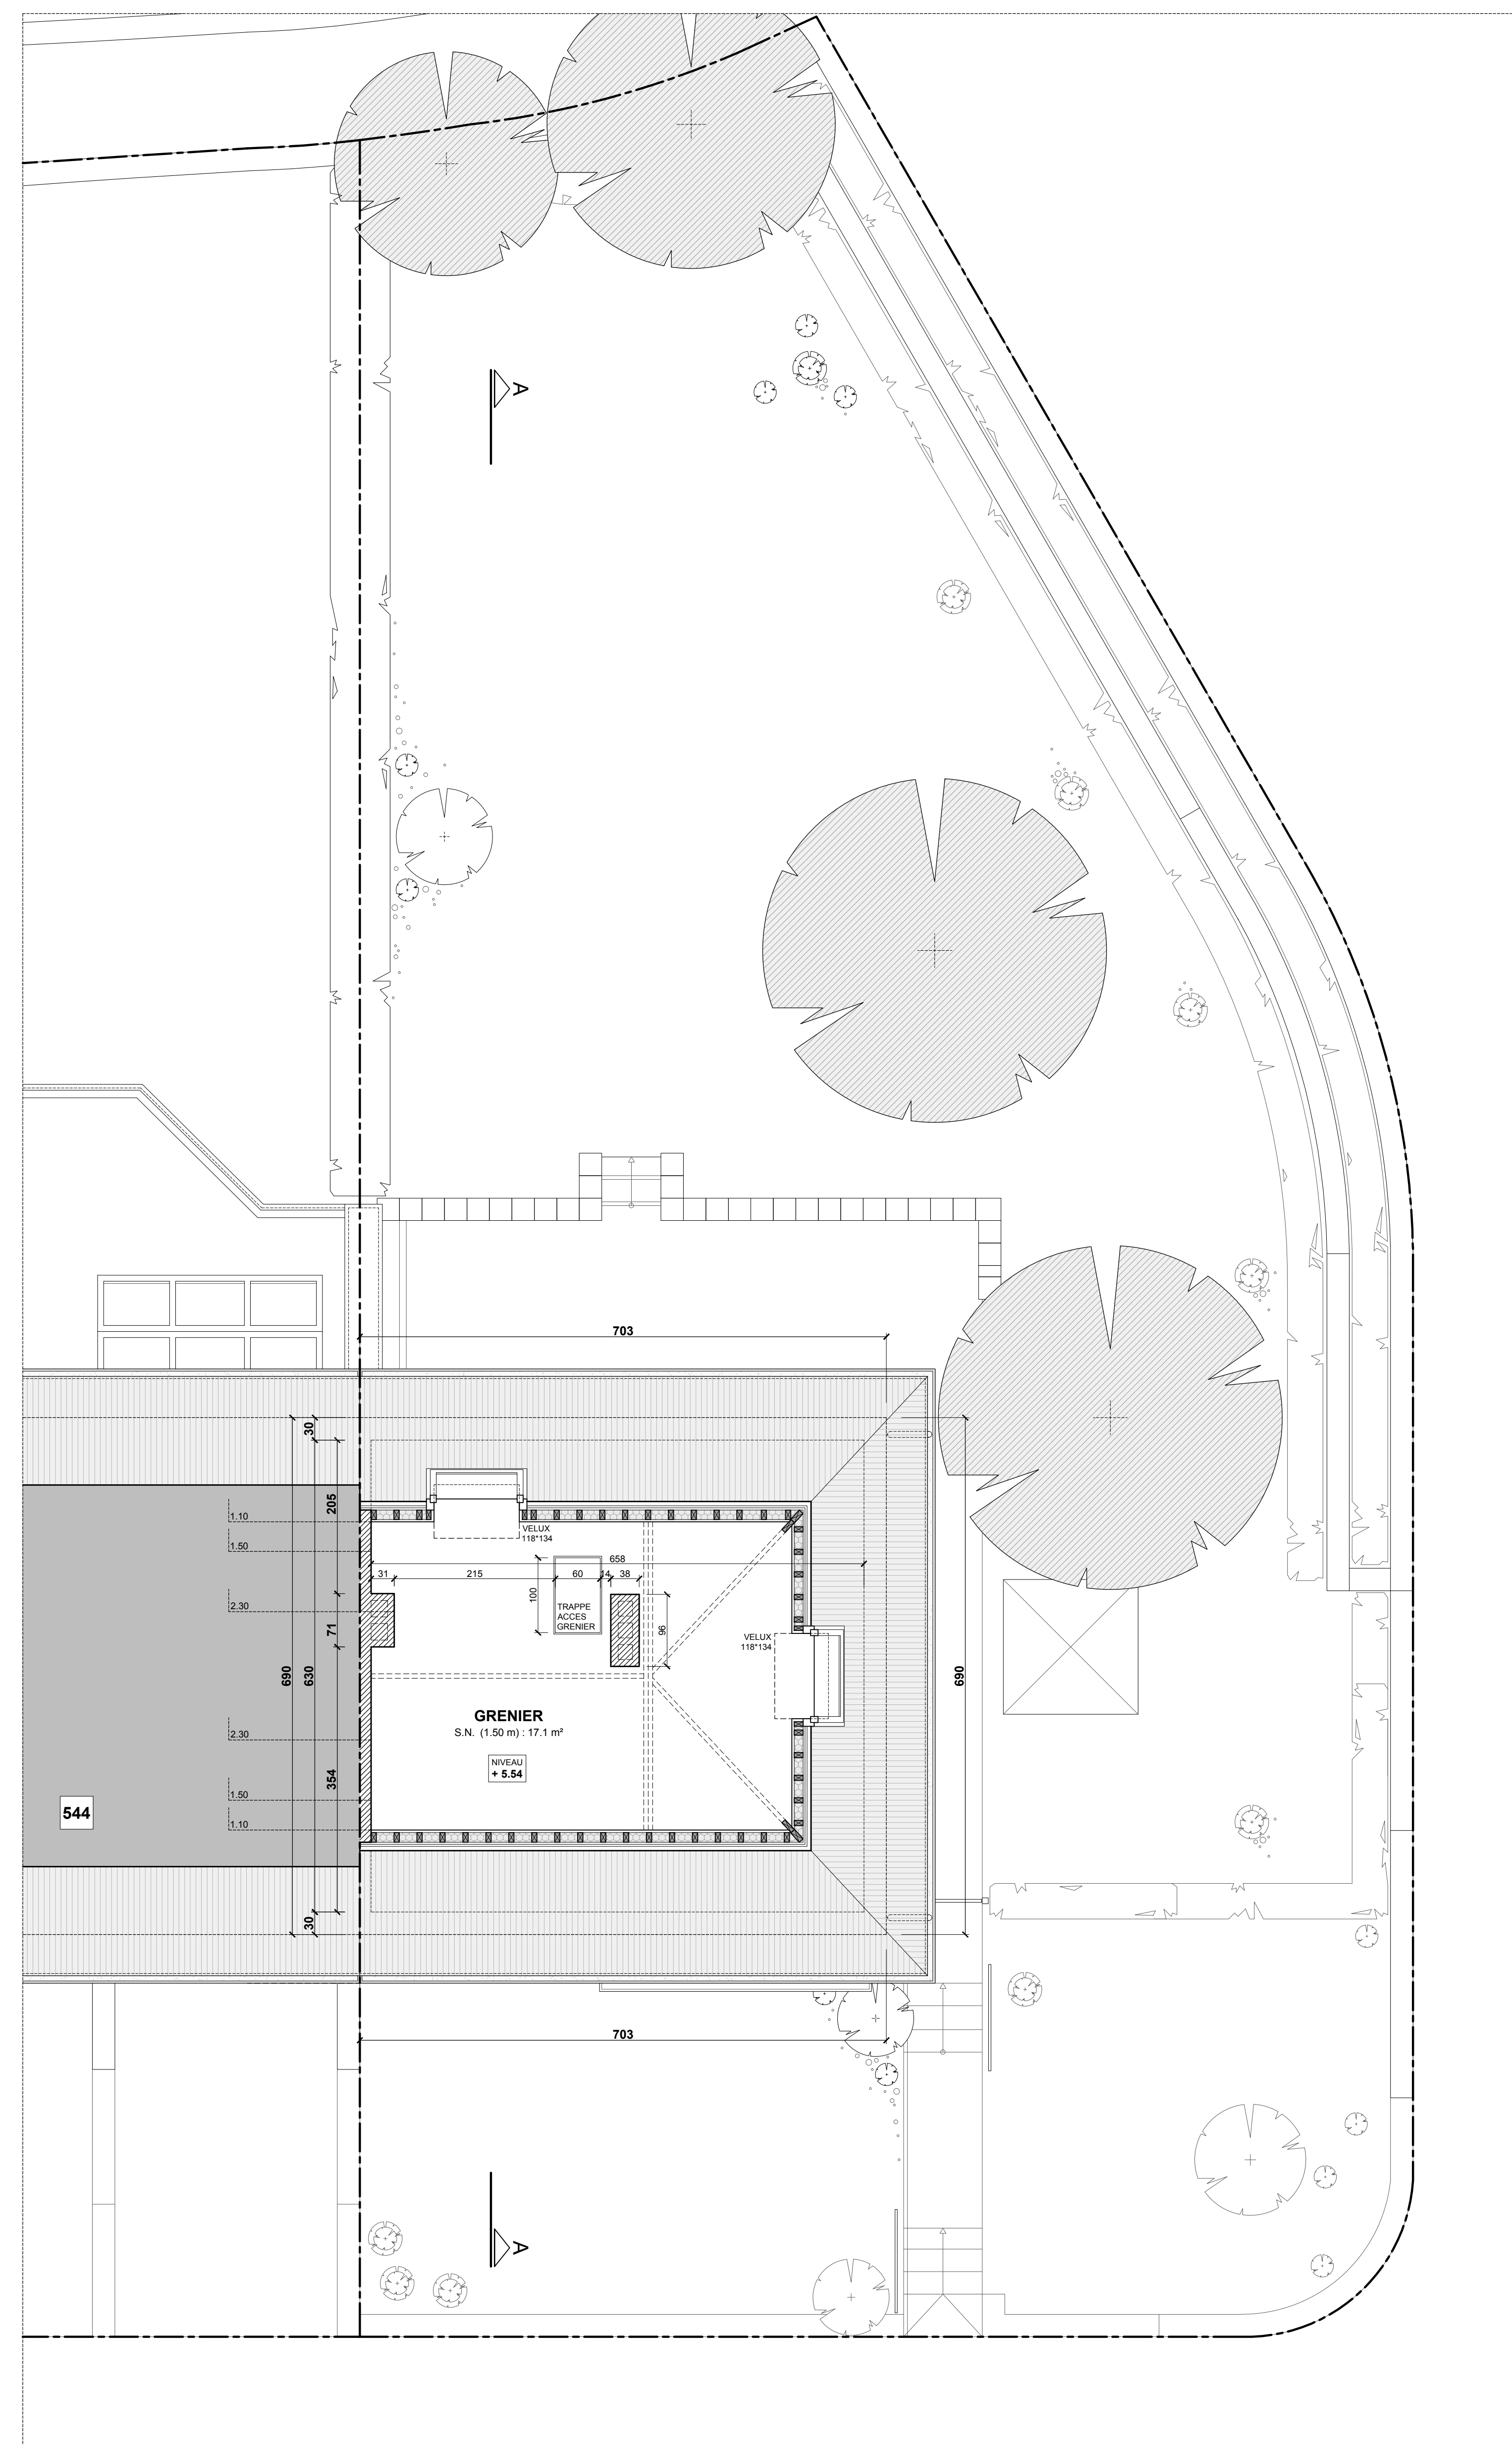 A
703
30
205
1.10
VELUX
118*134
1.50
658
31
215
60
14
38
100
2.30
TRAPPE
ACCES
GRENIER
96
71
VELUX
118*134
690
630
690
GRENIER
S.N. (1.50 m) : 17.1 m²
2.30
NIVEAU
+ 5.54
354
1.50
544
1.10
30
703
A